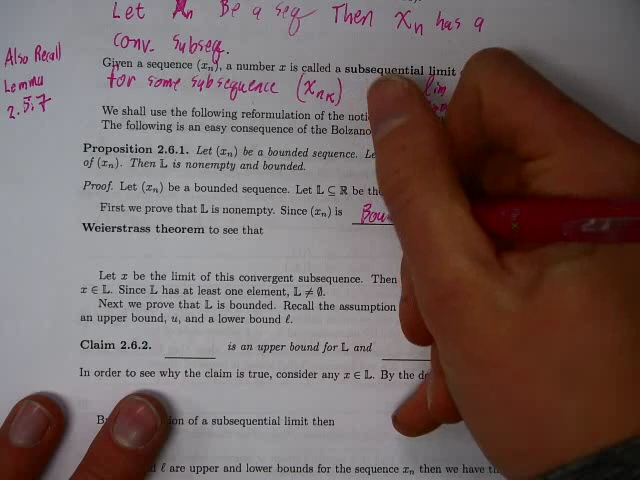 Let Be a seq Then xn has a
conv. subseq.
Also Recall
Lemma
2.5.7
Given a sequence (xn), a number x is called a subsequential limit
for some subsequence (xnk) lim
We shall use the following reformulation of the
The following is an easy consequence of the Bolzano
Proposition 2.6.1. Let (xn) be a bounded sequence.
of (xn). Then 𝕃 is nonempty and bounded.
Proof. Let (xn) be a bounded sequence. Let 𝕃 ⊆ ℝ be the
First we prove that 𝕃 is nonempty. Since (xn) is Bou
Weierstrass theorem to see that
Let x be the limit of this convergent subsequence. Then
x ∈ 𝕃. Since 𝕃 has at least one element, 𝕃 ≠ ∅.
Next we prove that 𝕃 is bounded. Recall the assumption
an upper bound, u, and a lower bound ℓ.
Claim 2.6.2. ______ is an upper bound for 𝕃 and ______
In order to see why the claim is true, consider any x ∈ 𝕃. By the
of a subsequential limit then
ℓ are upper and lower bounds for the sequence xn then we have